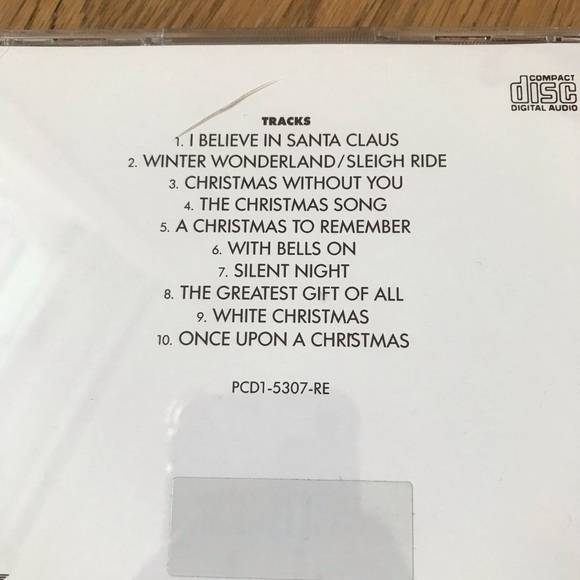 COMPACT
disc
DIGITAL AUDIO
TRACKS
1. I BELIEVE IN SANTA CLAUS
2. WINTER WONDERLAND/SLEIGH RIDE
3. CHRISTMAS WITHOUT YOU
4. THE CHRISTMAS SONG
5. A CHRISTMAS TO REMEMBER
6. WITH BELLS ON
7. SILENT NIGHT
8. THE GREATEST GIFT OF ALL
9. WHITE CHRISTMAS
10. ONCE UPON A CHRISTMAS
PCD1-5307-RE